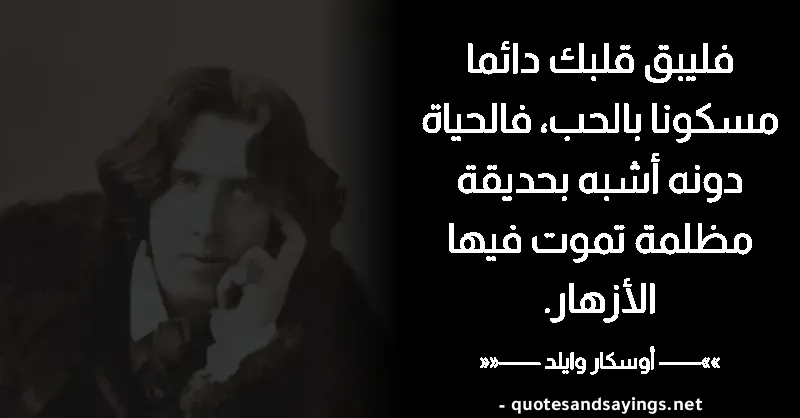 فليبق قلبك دائما
مسكونا بالحب، فالحياة
دونه أشبه بحديقة
مظلمة تموت فيها
الأزهار.
»»—— أوسكار وايلد ——««
- quotesandsayings.net